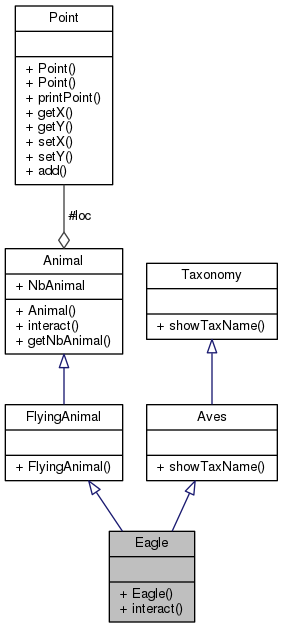 Point
+ Point()
+ Point()
+ printPoint()
+ getX()
+ getY()
+ setX()
+ setY()
+ add()
#loc
Animal
+ NbAnimal
+ Animal()
+ interact()
+ getNbAnimal()
Taxonomy
+ showTaxName()
FlyingAnimal
+ FlyingAnimal()
Aves
+ showTaxName()
Eagle
+ Eagle()
+ interact()